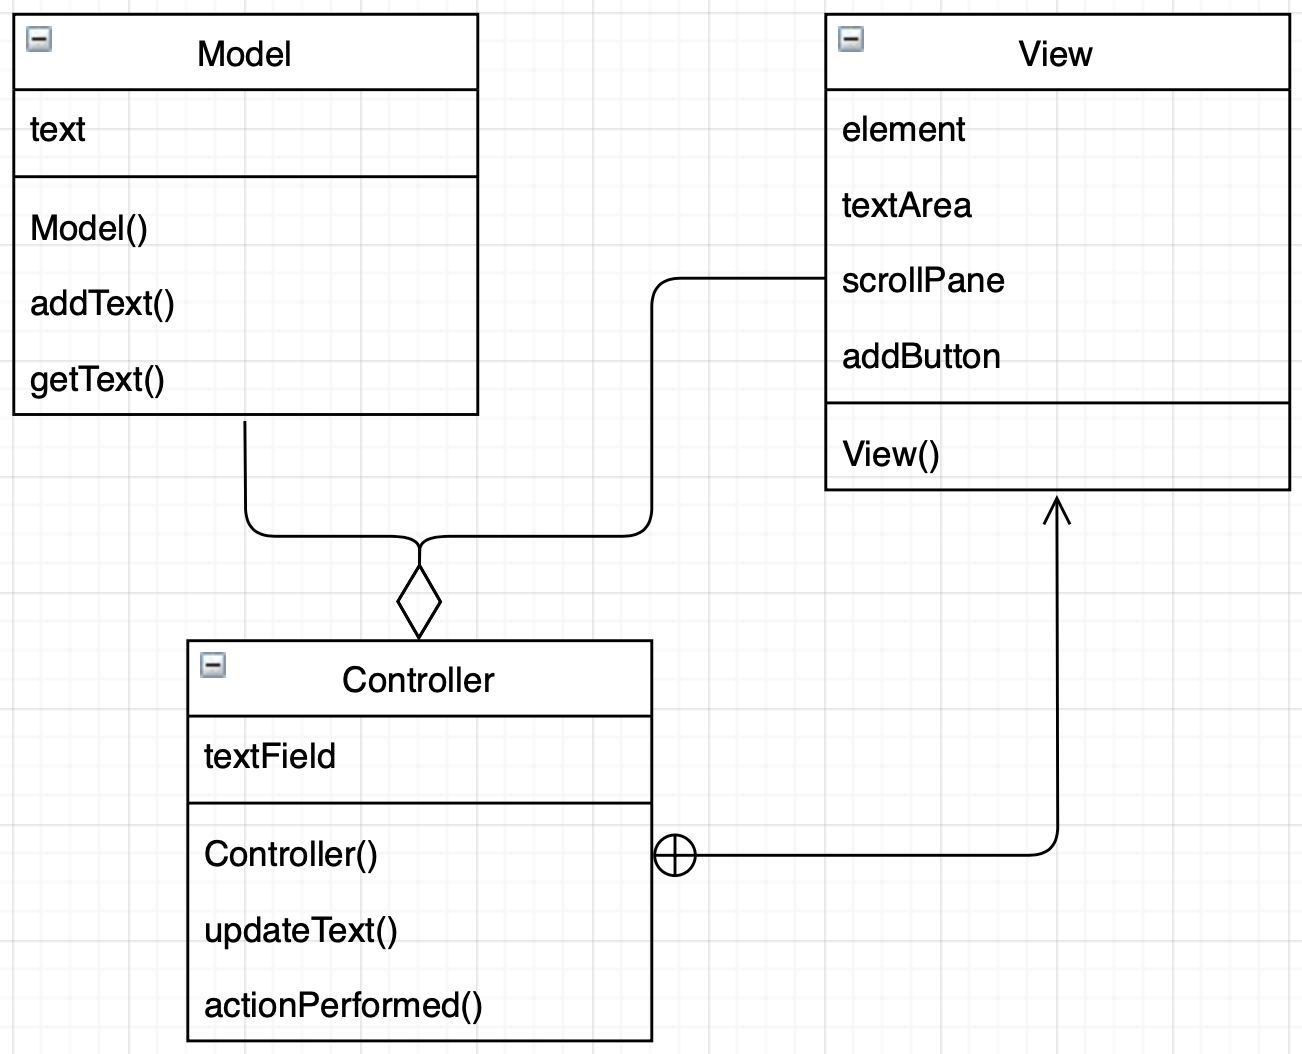 Model
text
Model()
addText()
getText()
View
element
textArea
scrollPane
addButton
View()
Controller
textField
Controller()
updateText()
actionPerformed()